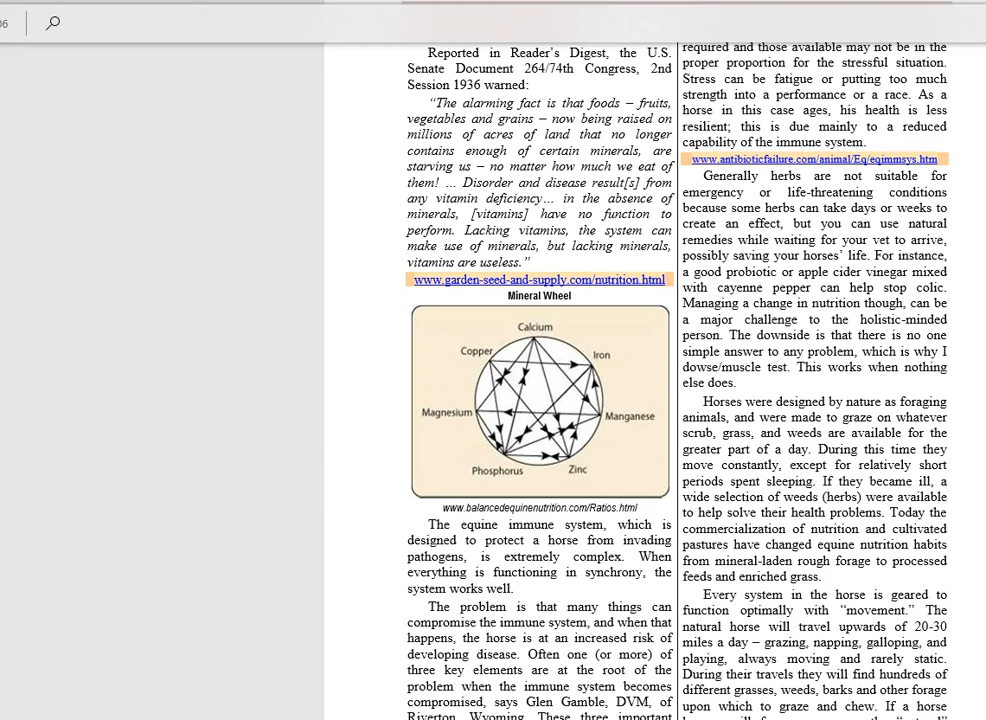 06
Reported in Reader's Digest, the U.S.
Senate Document 264/74th Congress, 2nd
Session 1936 warned:
“The alarming fact is that foods – fruits,
vegetables and grains – now being raised on
millions of acres of land that no longer
contains enough of certain minerals, are
starving us – no matter how much we eat of
them! … Disorder and disease result[s] from
any vitamin deficiency… in the absence of
minerals, [vitamins] have no function to
perform. Lacking vitamins, the system can
make use of minerals, but lacking minerals,
vitamins are useless.”
www.garden-seed-and-supply.com/nutrition.html
Mineral Wheel
Calcium
Copper
Iron
Magnesium
Manganese
Phosphorus
Zinc
www.balancedequinenutrition.com/Ratios.html
The equine immune system, which is
designed to protect a horse from invading
pathogens, is extremely complex. When
everything is functioning in synchrony, the
system works well.
The problem is that many things can
compromise the immune system, and when that
happens, the horse is at an increased risk of
developing disease. Often one (or more) of
three key elements are at the root of the
problem when the immune system becomes
compromised, says Glen Gamble, DVM, of
Riverton, Wyoming. These three important
required and those available may not be in the
proper proportion for the stressful situation.
Stress can be fatigue or putting too much
strength into a performance or a race. As a
horse in this case ages, his health is less
resilient; this is due mainly to a reduced
capability of the immune system.
www.antibioticfailure.com/animal/Eq/eqimmsys.htm
Generally herbs are not suitable for
emergency or life-threatening conditions
because some herbs can take days or weeks to
create an effect, but you can use natural
remedies while waiting for your vet to arrive,
possibly saving your horses' life. For instance,
a good probiotic or apple cider vinegar mixed
with cayenne pepper can help stop colic.
Managing a change in nutrition though, can be
a major challenge to the holistic-minded
person. The downside is that there is no one
simple answer to any problem, which is why I
dowse/muscle test. This works when nothing
else does.
Horses were designed by nature as foraging
animals, and were made to graze on whatever
scrub, grass, and weeds are available for the
greater part of a day. During this time they
move constantly, except for relatively short
periods spent sleeping. If they became ill, a
wide selection of weeds (herbs) were available
to help solve their health problems. Today the
commercialization of nutrition and cultivated
pastures have changed equine nutrition habits
from mineral-laden rough forage to processed
feeds and enriched grass.
Every system in the horse is geared to
function optimally with “movement.” The
natural horse will travel upwards of 20-30
miles a day – grazing, napping, galloping, and
playing, always moving and rarely static.
During their travels they will find hundreds of
different grasses, weeds, barks and other forage
upon which to graze and chew. If a horse